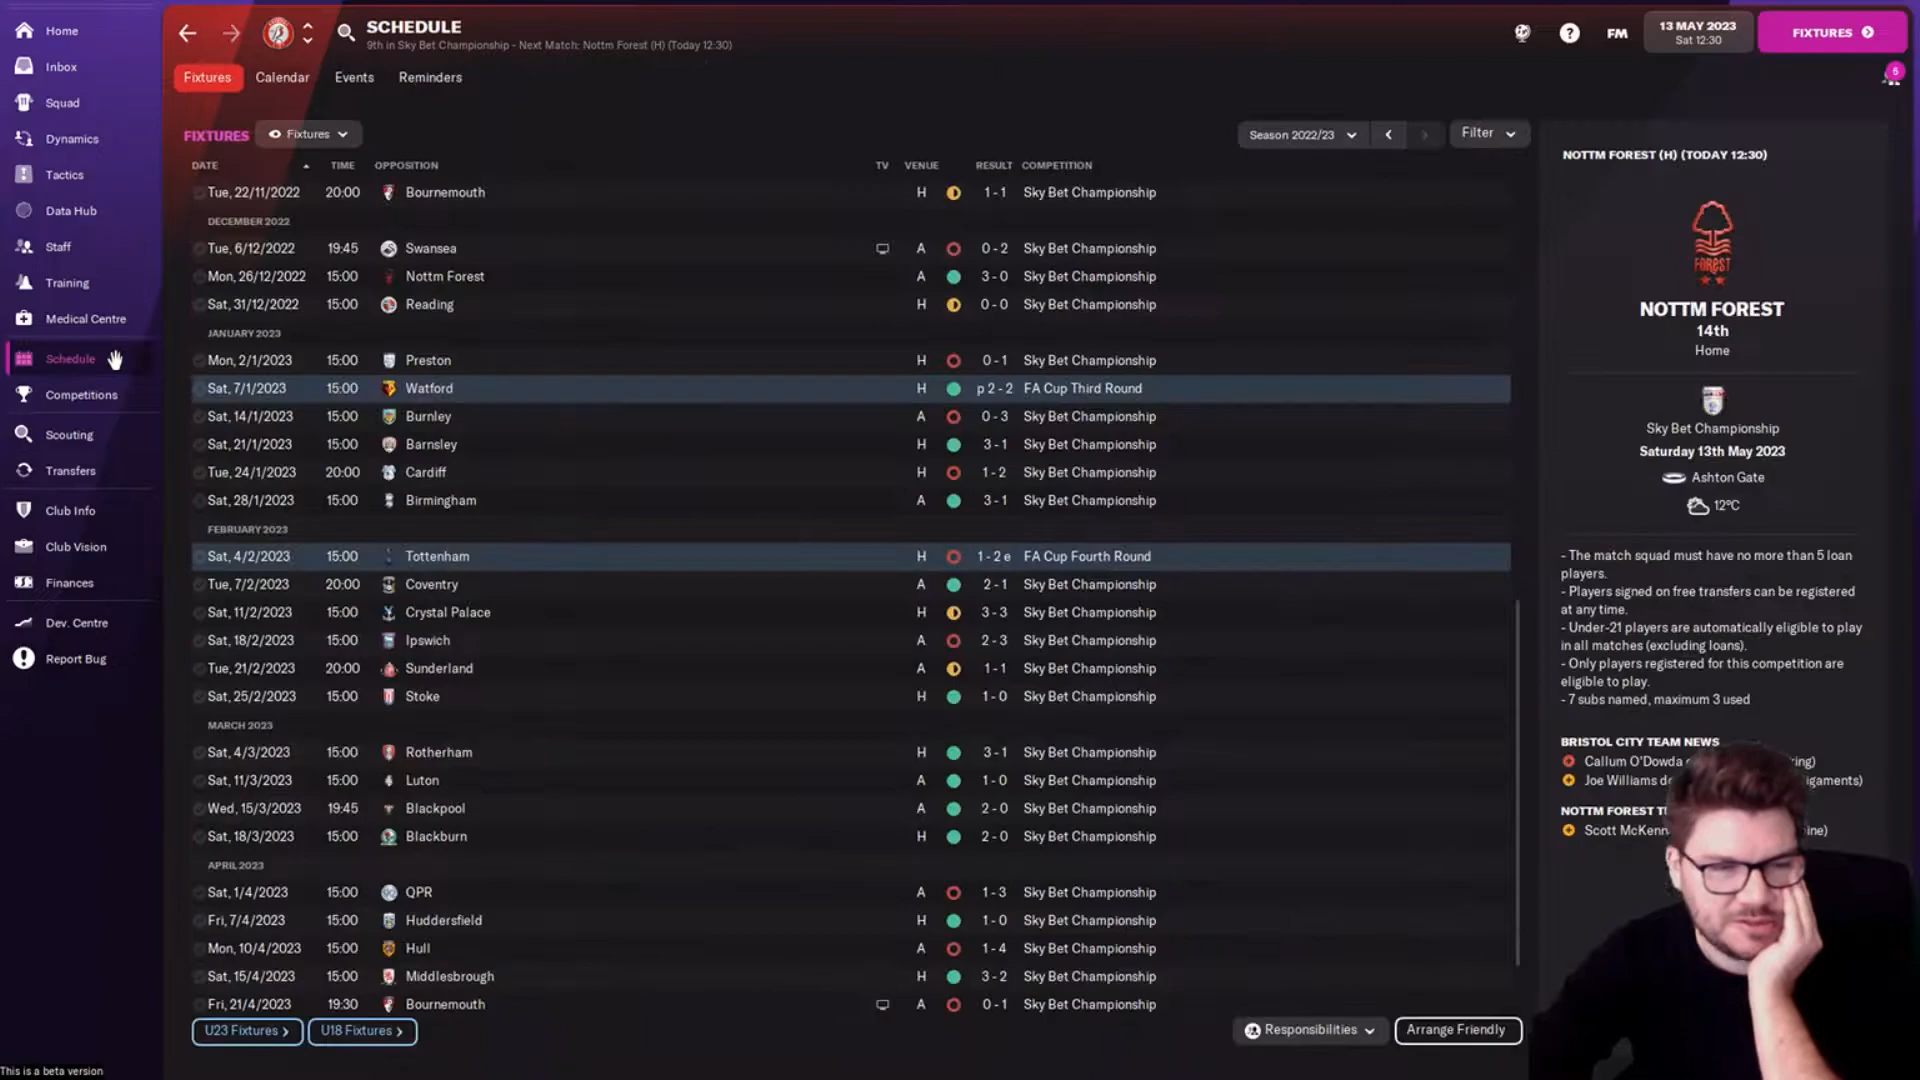 Home
Inbox
Squad
Dynamics
Tactics
Data Hub
Staff
Training
Medical Centre
Schedule
Competitions
Scouting
Transfers
Club Info
Club Vision
Finances
Dev. Centre
Report Bug
This is a beta version
SCHEDULE
9th in Sky Bet Championship - Next Match: Nottm Forest (H) (Today 12:30)
? FM 13 MAY 2023 Sat 12:30 FIXTURES
6
Fixtures Calendar Events Reminders
FIXTURES Fixtures Season 2022/23 Filter
DATE TIME OPPOSITION TV VENUE RESULT COMPETITION
Tue, 22/11/2022 20:00 Bournemouth H 1 - 1 Sky Bet Championship
DECEMBER 2022
Tue, 6/12/2022 19:45 Swansea A 0 - 2 Sky Bet Championship
Mon, 26/12/2022 15:00 Nottm Forest A 3 - 0 Sky Bet Championship
Sat, 31/12/2022 15:00 Reading H 0 - 0 Sky Bet Championship
JANUARY 2023
Mon, 2/1/2023 15:00 Preston H 0 - 1 Sky Bet Championship
Sat, 7/1/2023 15:00 Watford H p 2 - 2 FA Cup Third Round
Sat, 14/1/2023 15:00 Burnley A 0 - 3 Sky Bet Championship
Sat, 21/1/2023 15:00 Barnsley H 3 - 1 Sky Bet Championship
Tue, 24/1/2023 20:00 Cardiff H 1 - 2 Sky Bet Championship
Sat, 28/1/2023 15:00 Birmingham A 3 - 1 Sky Bet Championship
FEBRUARY 2023
Sat, 4/2/2023 15:00 Tottenham H 1 - 2 e FA Cup Fourth Round
Tue, 7/2/2023 20:00 Coventry A 2 - 1 Sky Bet Championship
Sat, 11/2/2023 15:00 Crystal Palace H 3 - 3 Sky Bet Championship
Sat, 18/2/2023 15:00 Ipswich A 2 - 3 Sky Bet Championship
Tue, 21/2/2023 20:00 Sunderland A 1 - 1 Sky Bet Championship
Sat, 25/2/2023 15:00 Stoke H 1 - 0 Sky Bet Championship
MARCH 2023
Sat, 4/3/2023 15:00 Rotherham H 3 - 1 Sky Bet Championship
Sat, 11/3/2023 15:00 Luton A 1 - 0 Sky Bet Championship
Wed, 15/3/2023 19:45 Blackpool A 2 - 0 Sky Bet Championship
Sat, 18/3/2023 15:00 Blackburn H 2 - 0 Sky Bet Championship
APRIL 2023
Sat, 1/4/2023 15:00 QPR A 1 - 3 Sky Bet Championship
Fri, 7/4/2023 15:00 Huddersfield H 1 - 0 Sky Bet Championship
Mon, 10/4/2023 15:00 Hull A 1 - 4 Sky Bet Championship
Sat, 15/4/2023 15:00 Middlesbrough H 3 - 2 Sky Bet Championship
Fri, 21/4/2023 19:30 Bournemouth A 0 - 1 Sky Bet Championship
U23 Fixtures > U18 Fixtures > Responsibilities Arrange Friendly
NOTTM FOREST (H) (TODAY 12:30)
FOREST
NOTTM FOREST
14th
Home
Sky Bet Championship
Saturday 13th May 2023
Ashton Gate
12°C
- The match squad must have no more than 5 loan
players.
- Players signed on free transfers can be registered
at any time.
- Under-21 players are automatically eligible to play
in all matches (excluding loans).
- Only players registered for this competition are
eligible to play.
- 7 subs named, maximum 3 used
BRISTOL CITY TEAM NEWS
Callum O'Dowda
Joe Williams
NOTTM FOREST
Scott